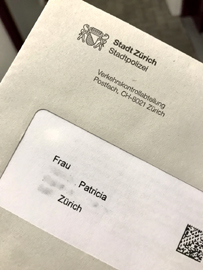 Stadt Zürich
Stadtpolizei
Verkehrskontrollabteilung
Postfach, CH-8021 Zürich
Frau
Patricia
Zürich